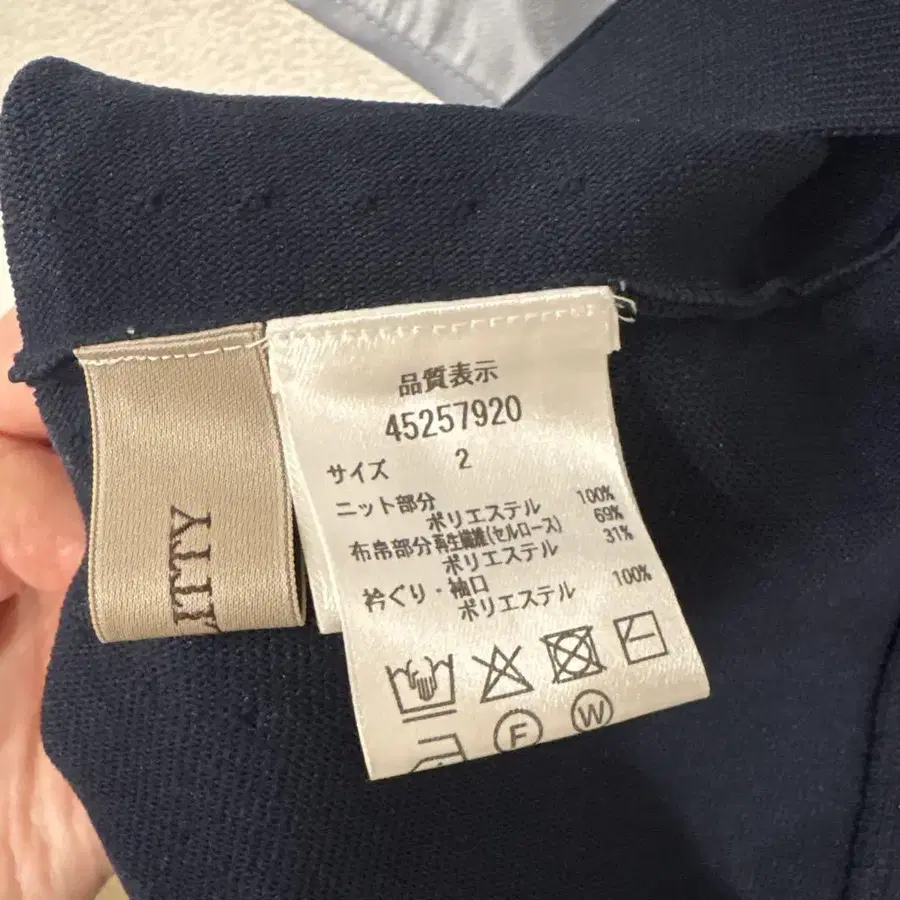 品質表示
45257920
サイズ 2
ニット部分
ポリエステル 100%
布帛部分 再生繊維(セルロース) 69%
ポリエステル 31%
衿ぐり・袖口
ポリエステル 100%
F W
ITTY